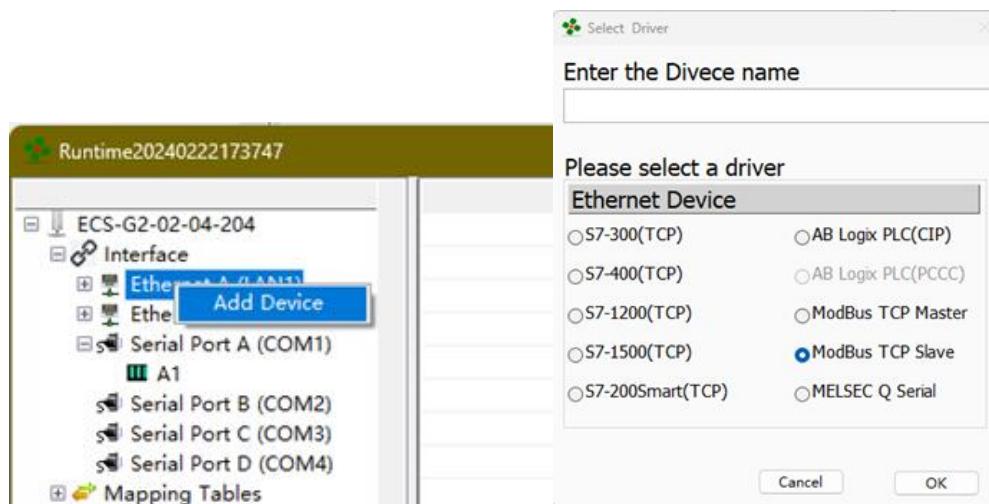 Runtime20240222173747
ECS-G2-02-04-204
Interface
Ethernet A (LAN1)
Add Device
Ethe
Serial Port A (COM1)
A1
Serial Port B (COM2)
Serial Port C (COM3)
Serial Port D (COM4)
Mapping Tables
Select Driver
Enter the Divece name
Please select a driver
Ethernet Device
S7-300(TCP)
AB Logix PLC(CIP)
S7-400(TCP)
AB Logix PLC(PCCC)
S7-1200(TCP)
ModBus TCP Master
S7-1500(TCP)
ModBus TCP Slave
S7-200Smart(TCP)
MELSEC Q Serial
Cancel
OK